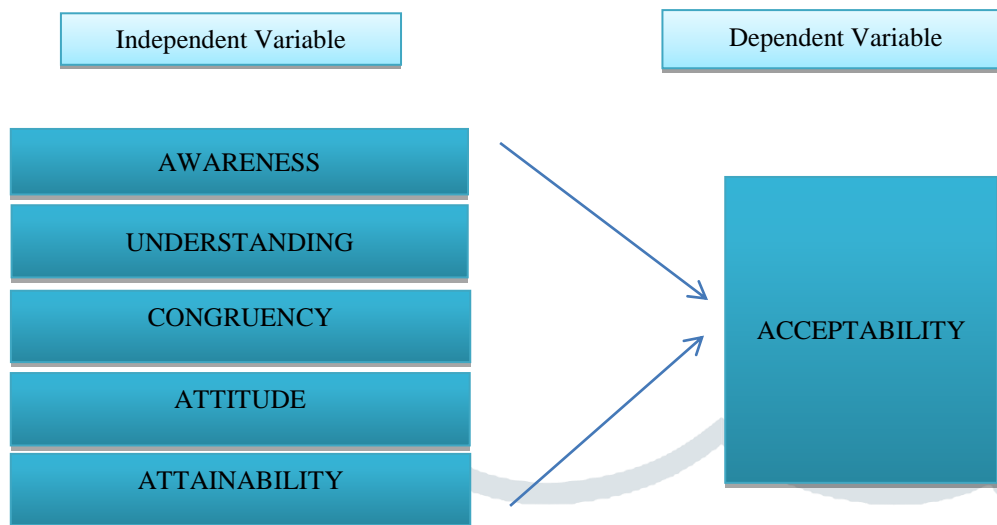 Independent Variable
Dependent Variable
AWARENESS
UNDERSTANDING
CONGRUENCY
ATTITUDE
ATTAINABILITY
ACCEPTABILITY